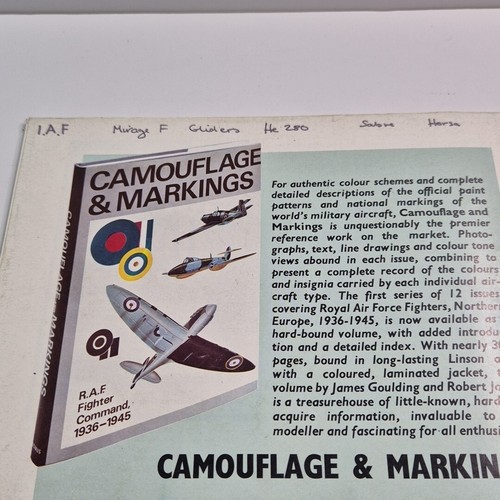 I.A.F Mirage F Gliders He 280 Sabre Horsa
CAMOUFLAGE
& MARKINGS
CAMOUFLAGE & MARKINGS
R.A.F
Fighter
Command,
1936-1945
For authentic colour schemes and complete
detailed descriptions of the official paint
patterns and national markings of the
world's military aircraft, Camouflage and
Markings is unquestionably the premier
reference work on the market. Photo-
graphs, text, line drawings and colour tone
views abound in each issue, combining to
present a complete record of the colours
and insignia carried by each individual air-
craft type. The first series of 12 issues
covering Royal Air Force Fighters, Northern
Europe, 1936-1945, is now available as
hard-bound volume, with added introduc
tion and a detailed index. With nearly 3
pages, bound in long-lasting Linson
with a coloured, laminated jacket, t
volume by James Goulding and Robert Jo
is a treasurehouse of little-known, hard
acquire information, invaluable to
modeller and fascinating for all enthusi
CAMOUFLAGE & MARKIN